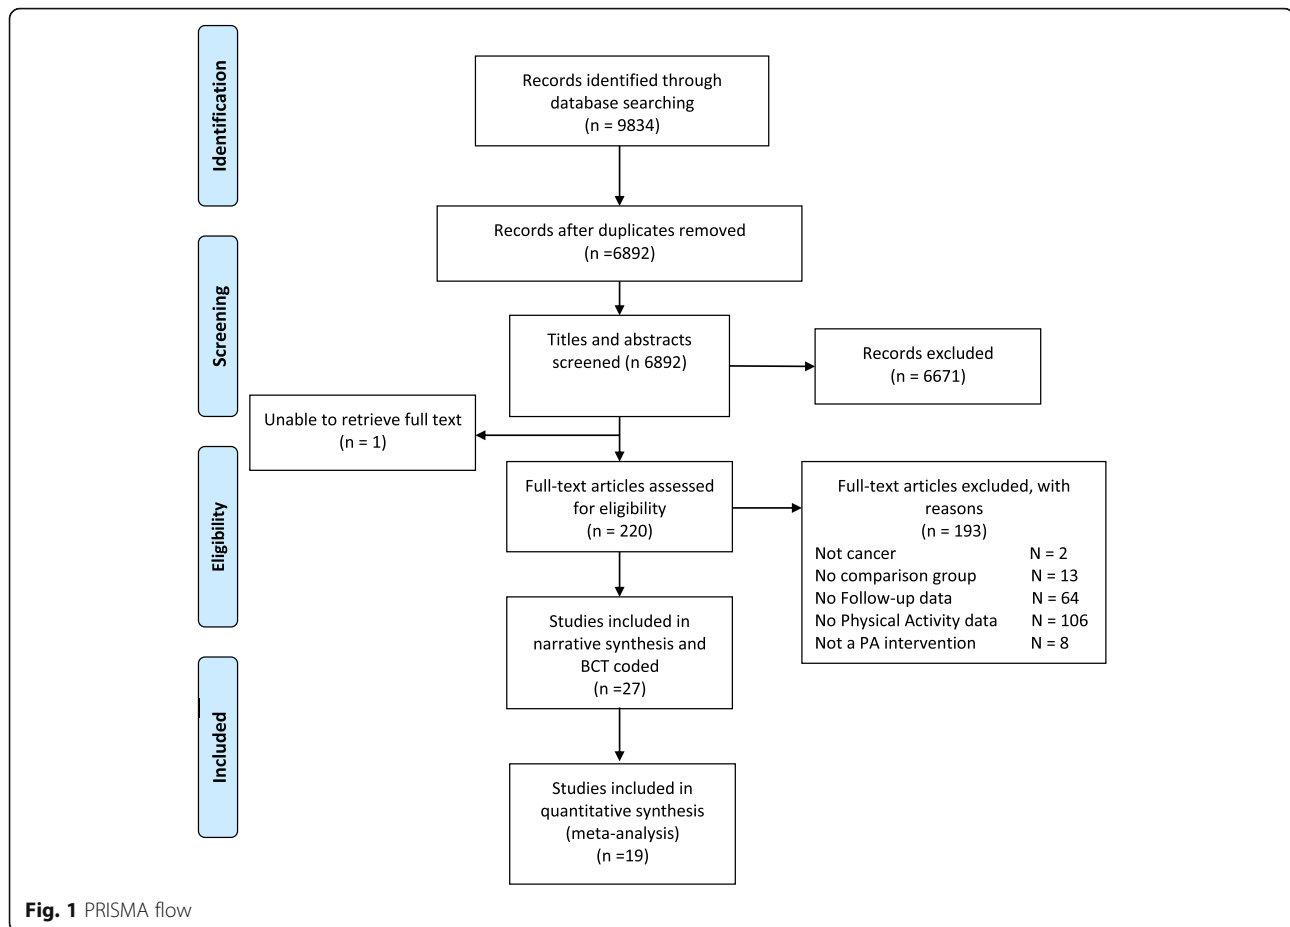 Identification
Records identified through
database searching
(n = 9834)
Records after duplicates removed
(n =6892)
Screening
Titles and abstracts
screened (n 6892)
Records excluded
(n = 6671)
Unable to retrieve full text
(n = 1)
Eligibility
Full-text articles assessed
for eligibility
(n = 220)
Full-text articles excluded, with
reasons
(n = 193)
Not cancer N = 2
No comparison group N = 13
No Follow-up data N = 64
No Physical Activity data N = 106
Not a PA intervention N = 8
Studies included in
narrative synthesis and
BCT coded
(n =27)
Included
Studies included in
quantitative synthesis
(meta-analysis)
(n =19)
Fig. 1 PRISMA flow